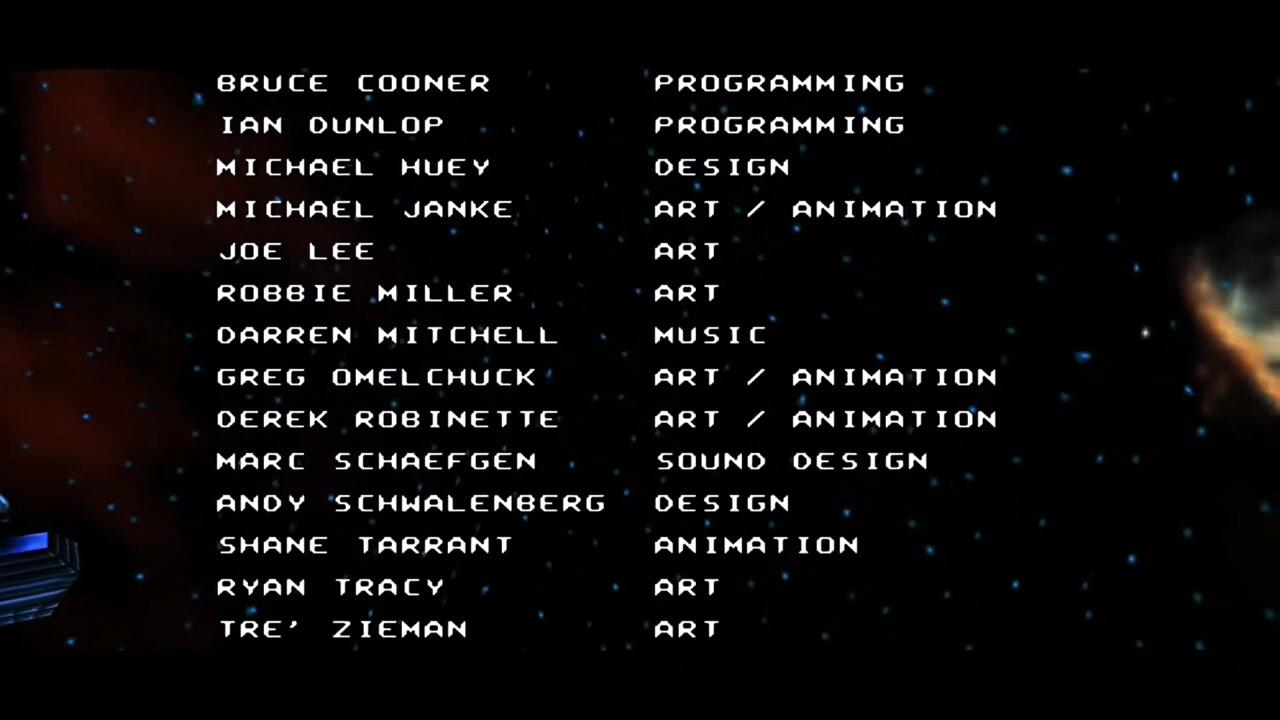 BRUCE COONER PROGRAMMING
IAN DUNLOP PROGRAMMING
MICHAEL HUEY DESIGN
MICHAEL JANKE ART / ANIMATION
JOE LEE ART
ROBBIE MILLER ART
DARREN MITCHELL MUSIC
GREG OMELCHUCK ART / ANIMATION
DEREK ROBINETTE ART / ANIMATION
MARC SCHAEFGEN SOUND DESIGN
ANDY SCHWALENBERG DESIGN
SHANE TARRANT ANIMATION
RYAN TRACY ART
TRE' ZIEMAN ART